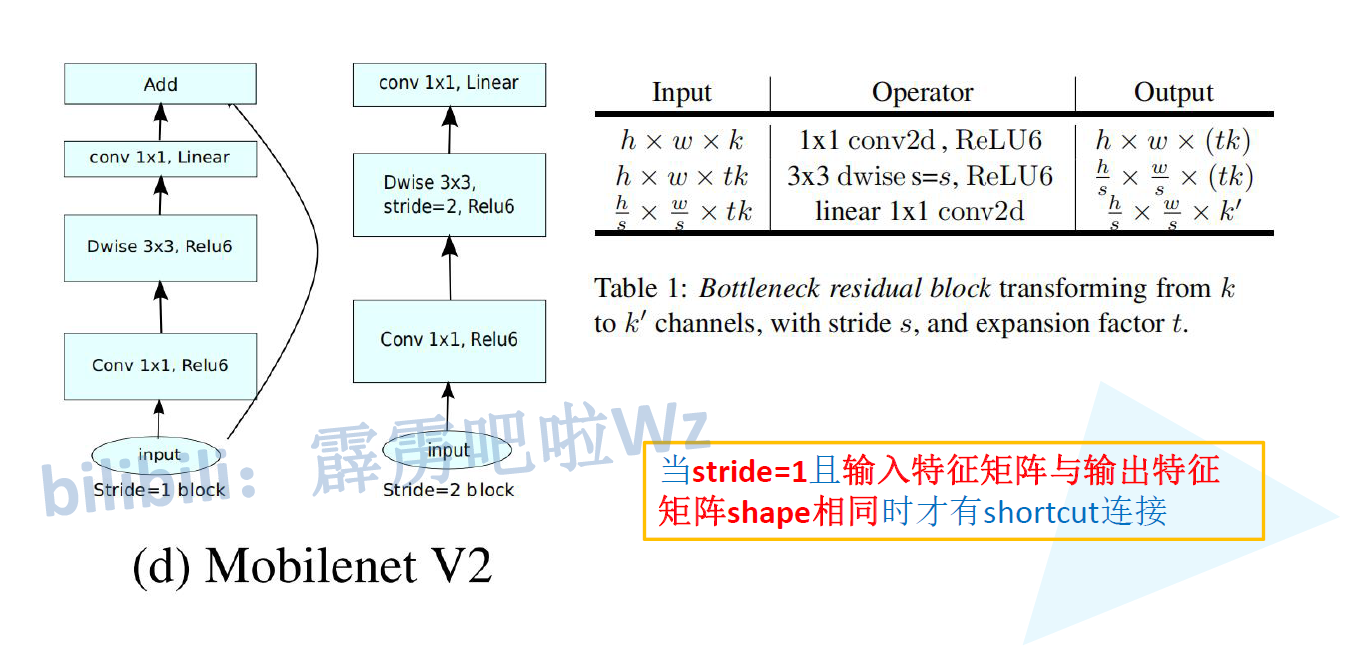 Add
conv 1x1, Linear
Dwise 3x3, Relu6
Conv 1x1, Relu6
input
Stride=1 block
conv 1x1, Linear
Dwise 3x3,
stride=2, Relu6
Conv 1x1, Relu6
input
Stride=2 block
(d) Mobilenet V2
Input Operator Output
h × w × k 1x1 conv2d , ReLU6 h × w × (tk)
h × w × tk 3x3 dwise s=s, ReLU6 h/s × w/s × (tk)
h/s × w/s × tk linear 1x1 conv2d h/s × w/s × k′
Table 1: Bottleneck residual block transforming from k
to k′ channels, with stride s, and expansion factor t.
当stride=1且输入特征矩阵与输出特征
矩阵shape相同时才有shortcut连接
bilibili：霹雳吧啦Wz